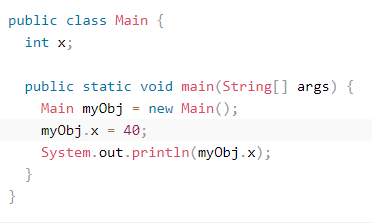 public class Main {
  int x;

  public static void main(String[] args) {
    Main myObj = new Main();
    myObj.x = 40;
    System.out.println(myObj.x);
  }
}